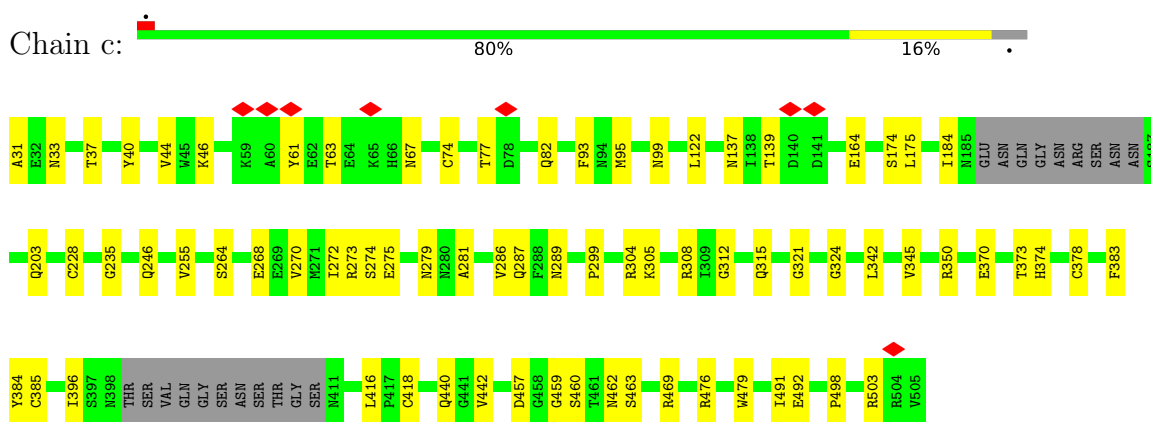 Chain c:
80%
16%
A31 E32 N33 T37 Y40 V44 W45 K46 K59 A60 Y61 E62 T63 E64 K65 H66 N67 C74 T77 D78 Q82 F93 N94 M95 N99 L122 N137 I138 T139 D140 D141 E164 S174 L175 I184 N185 GLU ASN GLN GLY ASN ARG SER ASN ASN S197
Q203 C228 G235 Q246 V255 S264 E268 E269 V270 M271 I272 R273 S274 E275 N279 N280 A281 V286 Q287 F288 N289 P299 R304 K305 R308 I309 G312 Q315 G321 G324 L342 V345 R350 E370 T373 H374 C378 F383
Y384 C385 I396 S397 N398 THR SER VAL GLN GLY SER ASN SER THR GLY SER N411 L416 P417 C418 Q440 G441 V442 D457 G458 G459 S460 T461 N462 S463 R469 R476 W479 I491 E492 P498 R503 R504 V505